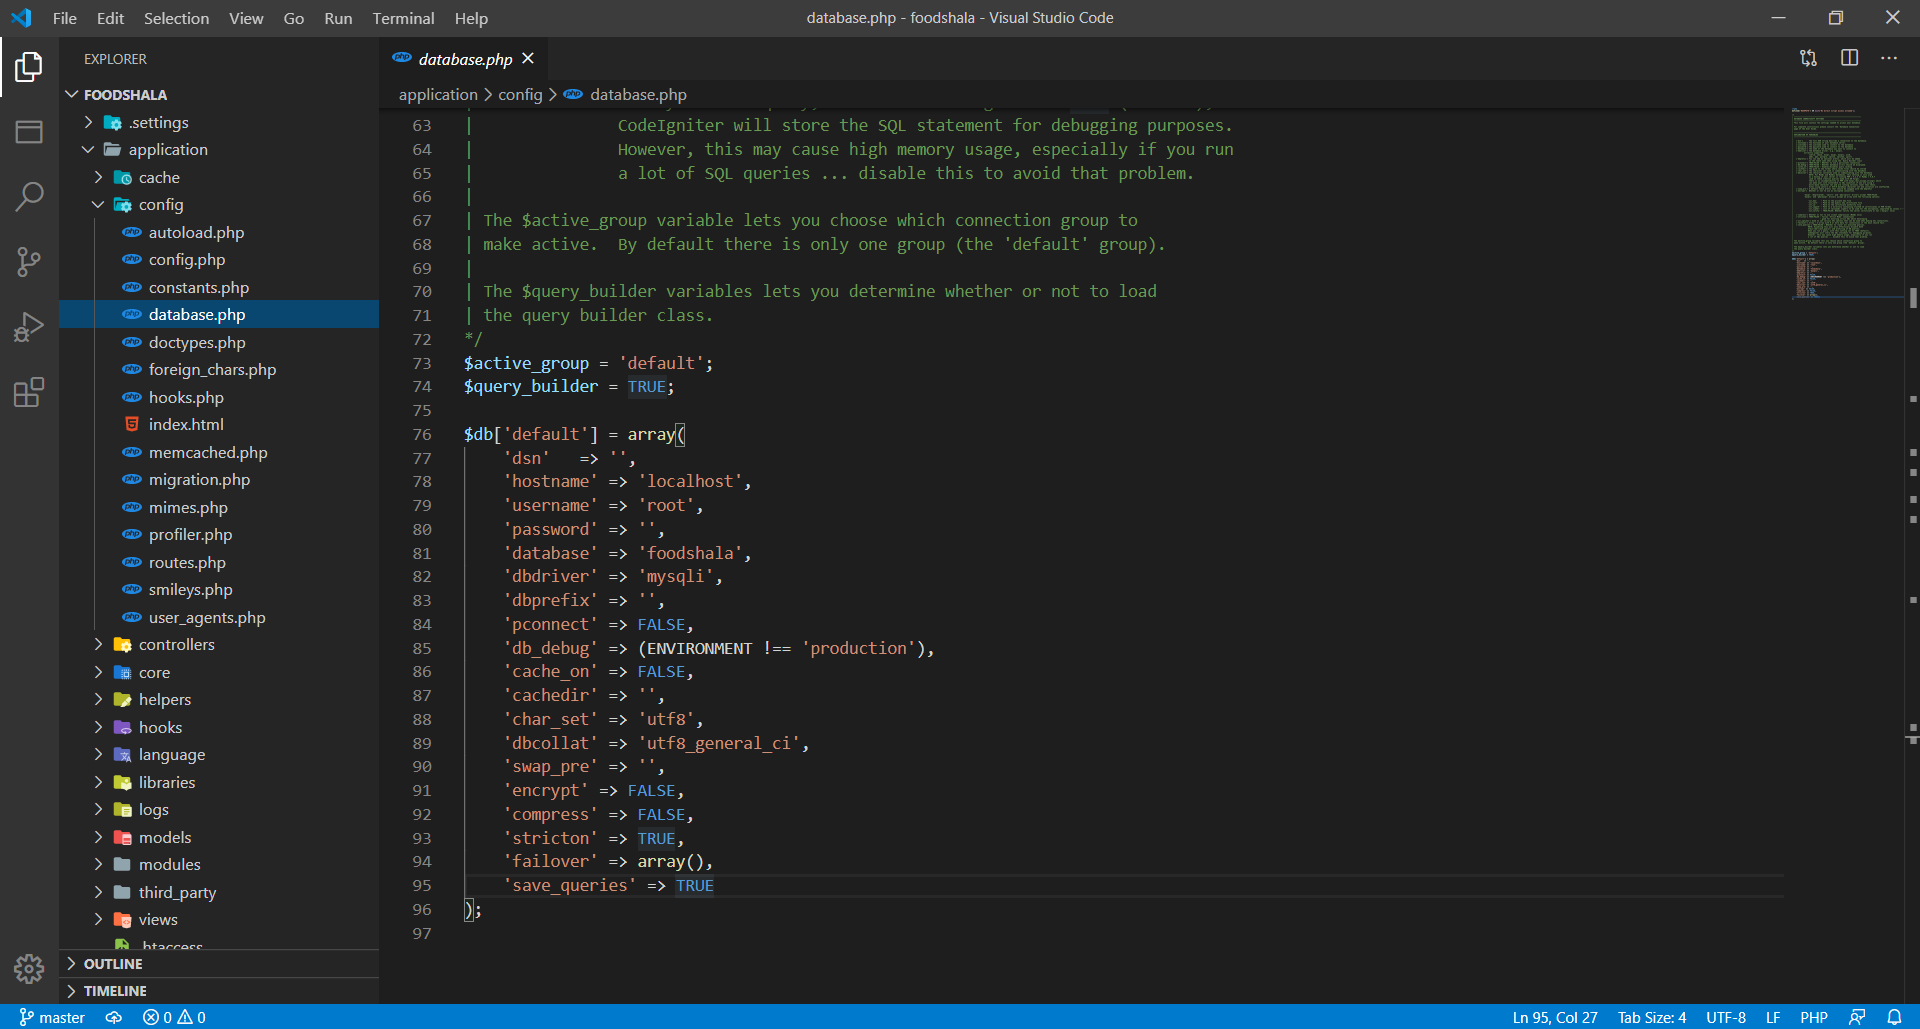 File Edit Selection View Go Run Terminal Help
database.php - foodshala - Visual Studio Code
EXPLORER
FOODSHALA
.settings
application
cache
config
autoload.php
config.php
constants.php
database.php
doctypes.php
foreign_chars.php
hooks.php
index.html
memcached.php
migration.php
mimes.php
profiler.php
routes.php
smileys.php
user_agents.php
controllers
core
helpers
hooks
language
libraries
logs
models
modules
third_party
views
.htaccess
OUTLINE
TIMELINE
database.php
application > config > database.php
63 | CodeIgniter will store the SQL statement for debugging purposes.
64 | However, this may cause high memory usage, especially if you run
65 | a lot of SQL queries ... disable this to avoid that problem.
66 |
67 | The $active_group variable lets you choose which connection group to
68 | make active.  By default there is only one group (the 'default' group).
69 |
70 | The $query_builder variables lets you determine whether or not to load
71 | the query builder class.
72 */
73 $active_group = 'default';
74 $query_builder = TRUE;
75
76 $db['default'] = array(
77 'dsn'   => '',
78 'hostname' => 'localhost',
79 'username' => 'root',
80 'password' => '',
81 'database' => 'foodshala',
82 'dbdriver' => 'mysqli',
83 'dbprefix' => '',
84 'pconnect' => FALSE,
85 'db_debug' => (ENVIRONMENT !== 'production'),
86 'cache_on' => FALSE,
87 'cachedir' => '',
88 'char_set' => 'utf8',
89 'dbcollat' => 'utf8_general_ci',
90 'swap_pre' => '',
91 'encrypt' => FALSE,
92 'compress' => FALSE,
93 'stricton' => TRUE,
94 'failover' => array(),
95 'save_queries' => TRUE
96 );
97
master 0 0 Ln 95, Col 27 Tab Size: 4 UTF-8 LF PHP